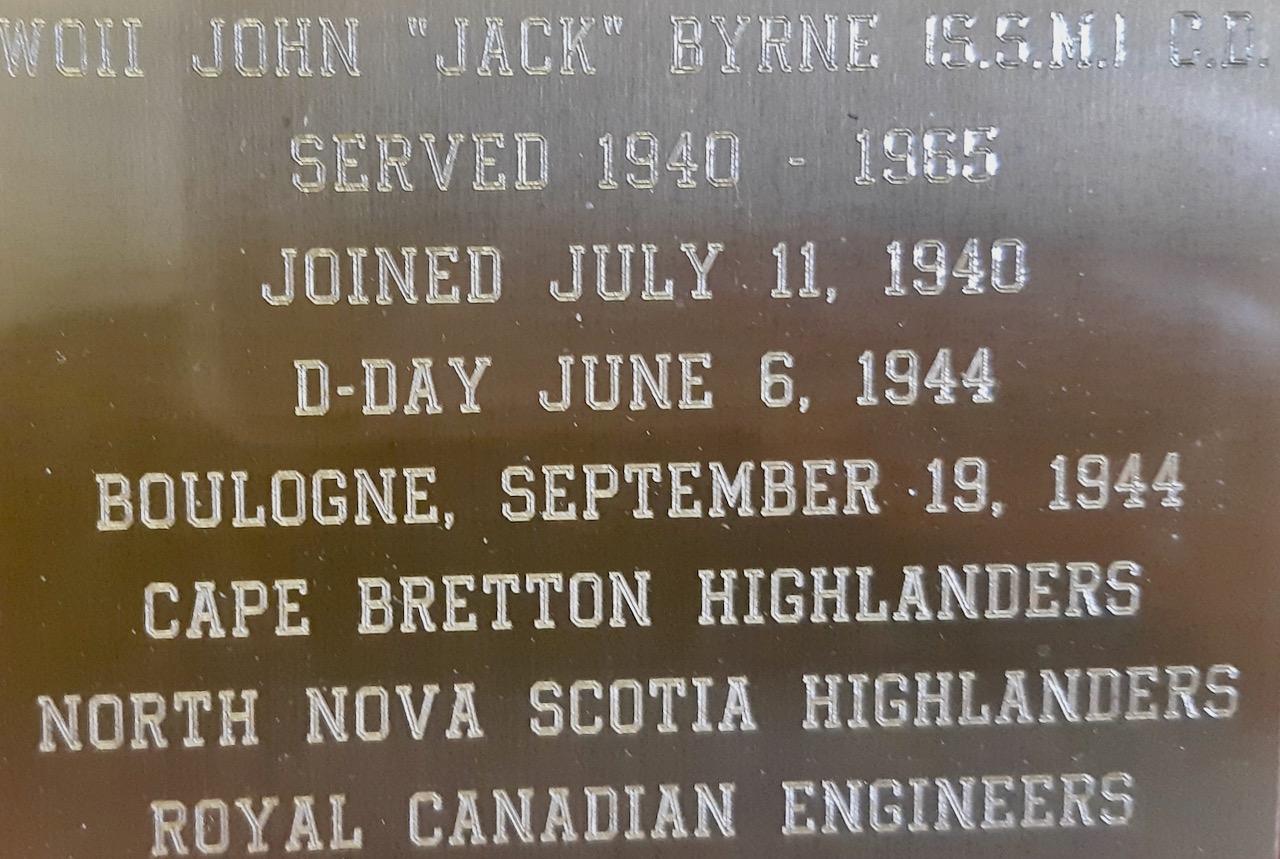 WOII JOHN "JACK" BYRNE (S.S.M.) C.D.
SERVED 1940 - 1965
JOINED JULY 11, 1940
D-DAY JUNE 6, 1944
BOULOGNE, SEPTEMBER 19, 1944
CAPE BRETTON HIGHLANDERS
NORTH NOVA SCOTIA HIGHLANDERS
ROYAL CANADIAN ENGINEERS